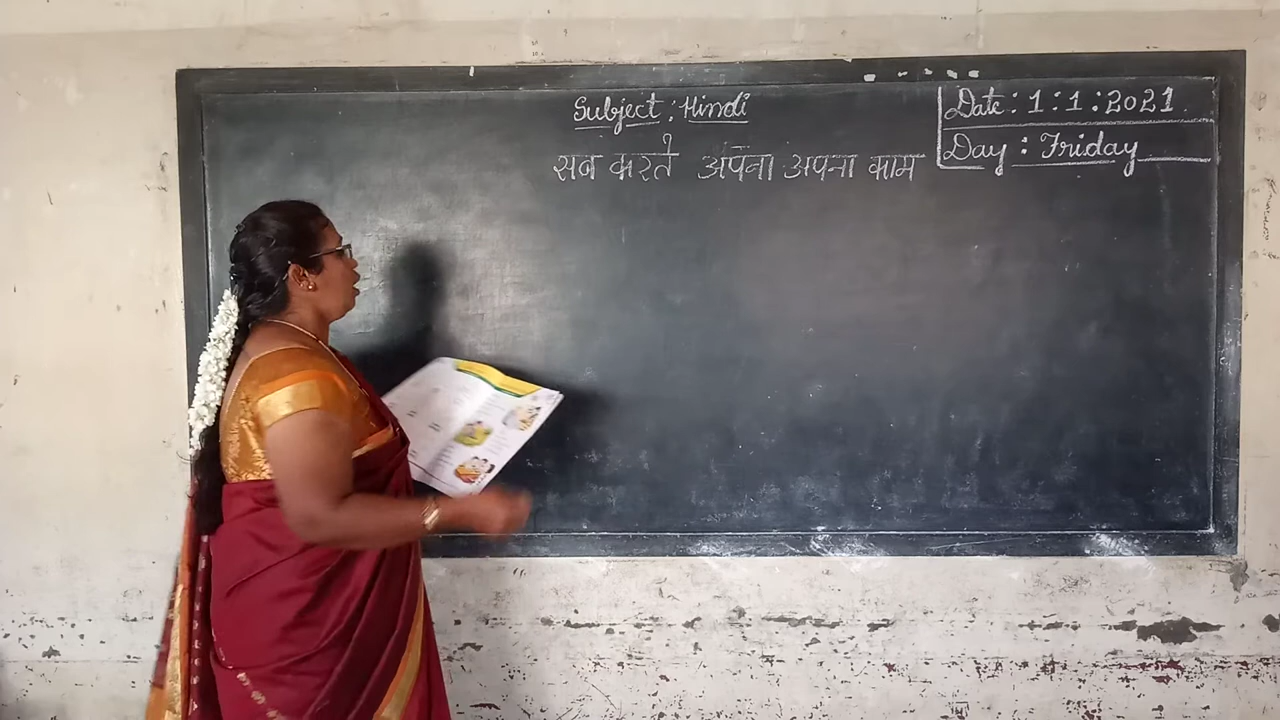 Subject : Hindi
Date : 1 : 1 : 2021
Day : Friday
सब करते अपना अपना काम